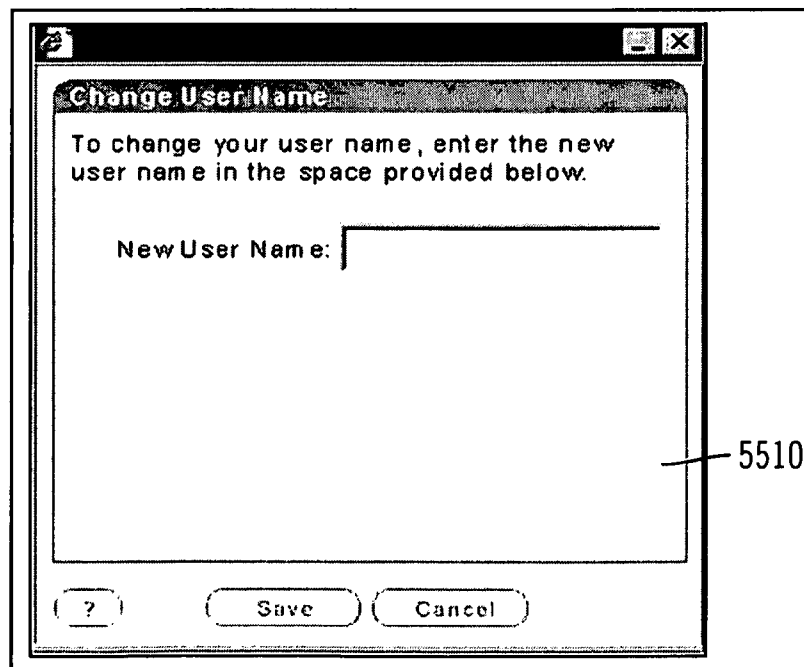 Change User Name
To change your user name, enter the new
user name in the space provided below.
New User Name:
5510
? Save Cancel